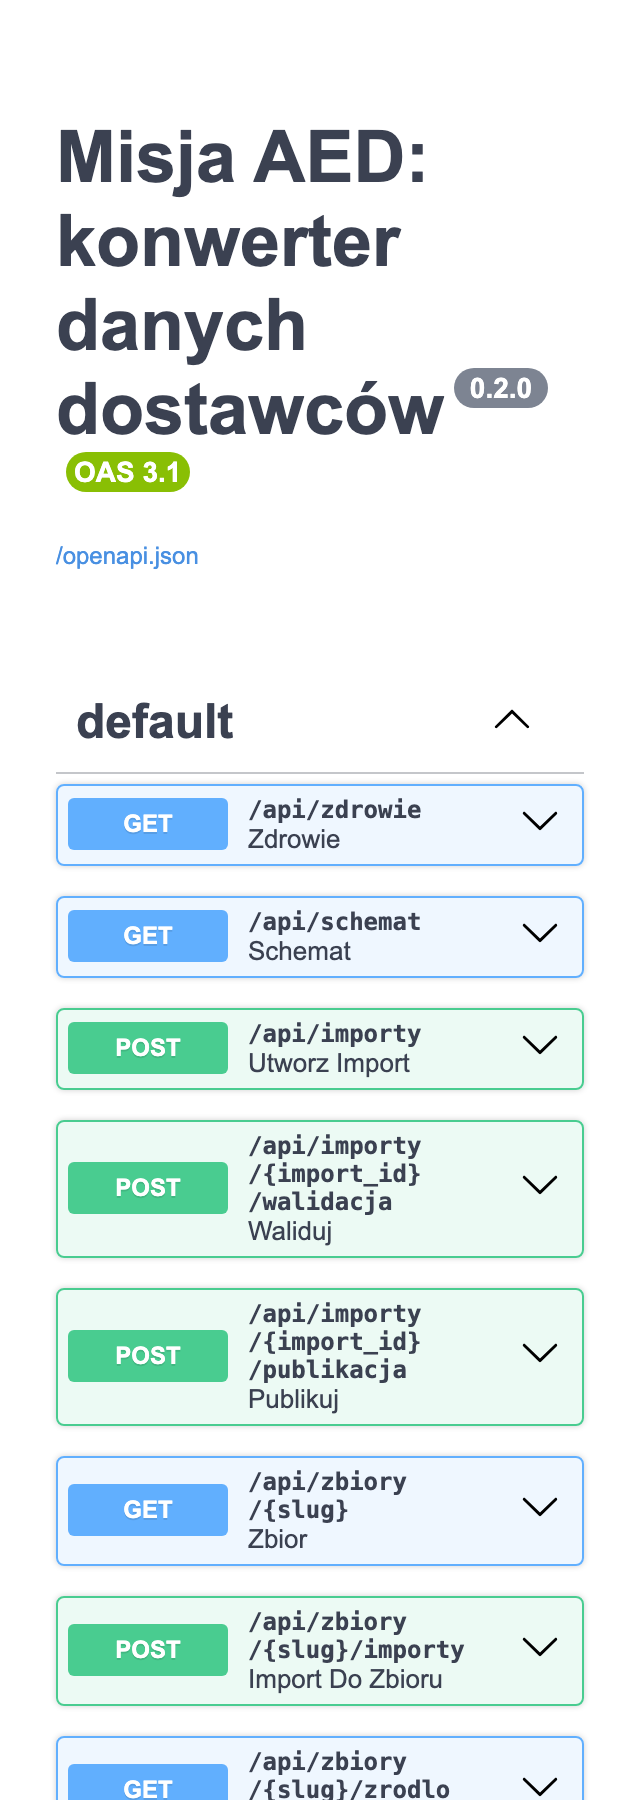 Misja AED:
konwerter
danych
dostawców 0.2.0
OAS 3.1
/openapi.json
default
GET
/api/zdrowie
Zdrowie
GET
/api/schemat
Schemat
POST
/api/importy
Utworz Import
POST
/api/importy
/{import_id}
/walidacja
Waliduj
POST
/api/importy
/{import_id}
/publikacja
Publikuj
GET
/api/zbiory
/{slug}
Zbior
POST
/api/zbiory
/{slug}/importy
Import Do Zbioru
GET
/api/zbiory
/{slug}/zrodlo